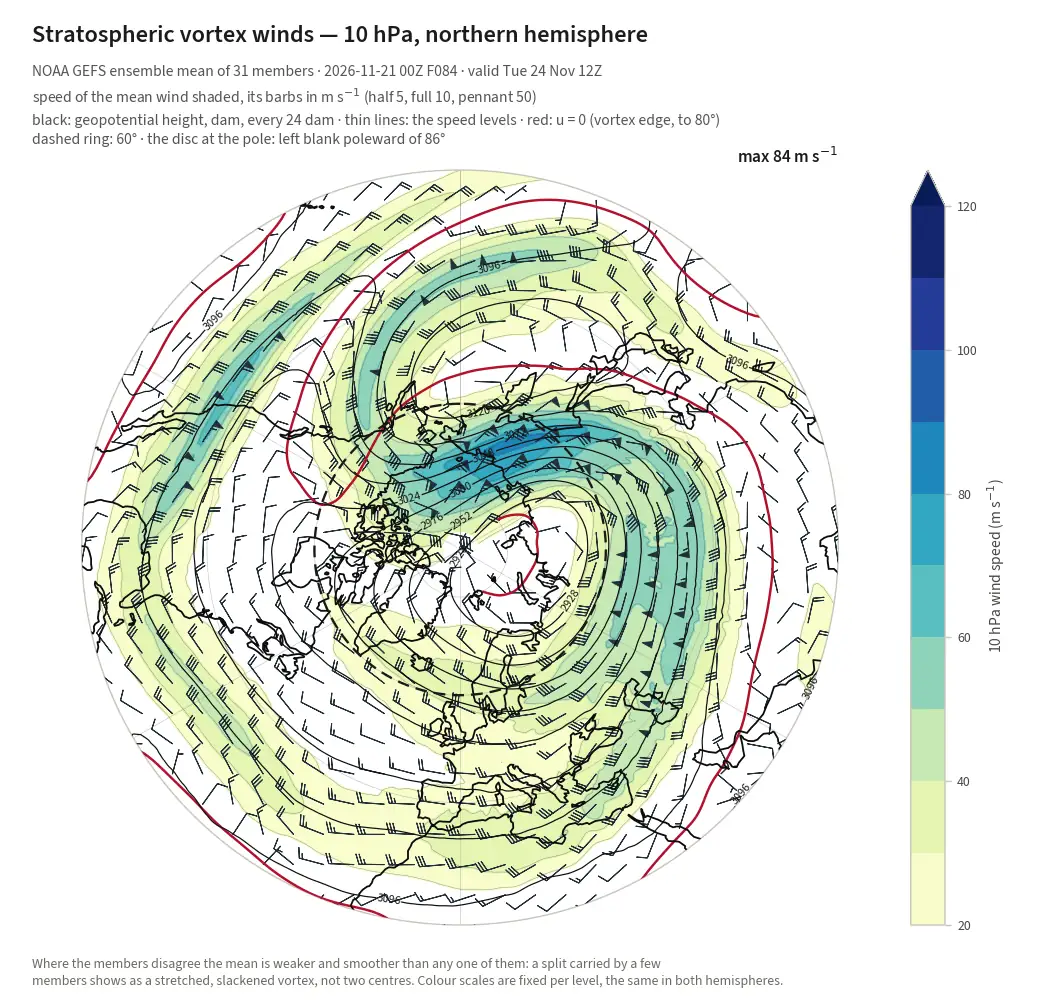 Stratospheric vortex winds — 10 hPa, northern hemisphere
NOAA GEFS ensemble mean of 31 members · 2026-11-21 00Z F084 · valid Tue 24 Nov 12Z
speed of the mean wind shaded, its barbs in m s⁻¹ (half 5, full 10, pennant 50)
black: geopotential height, dam, every 24 dam · thin lines: the speed levels · red: u = 0 (vortex edge, to 80°)
dashed ring: 60° · the disc at the pole: left blank poleward of 86°
max 84 m s⁻¹
120
100
80
60
40
20
10 hPa wind speed (m s⁻¹)
3096
3096
3096
3024
3000
2976
2952
2928
3096
3096
3096
Where the members disagree the mean is weaker and smoother than any one of them: a split carried by a few
members shows as a stretched, slackened vortex, not two centres. Colour scales are fixed per level, the same in both hemispheres.